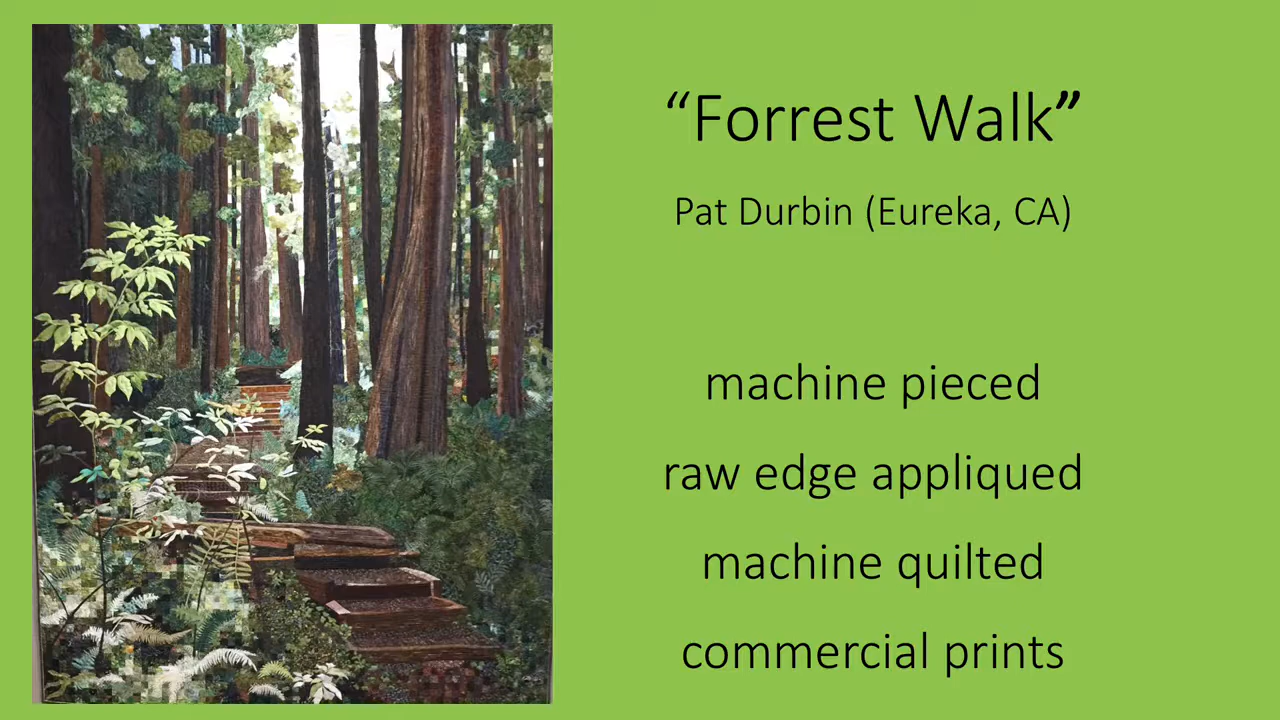 “Forrest Walk”
Pat Durbin (Eureka, CA)
machine pieced
raw edge appliqued
machine quilted
commercial prints